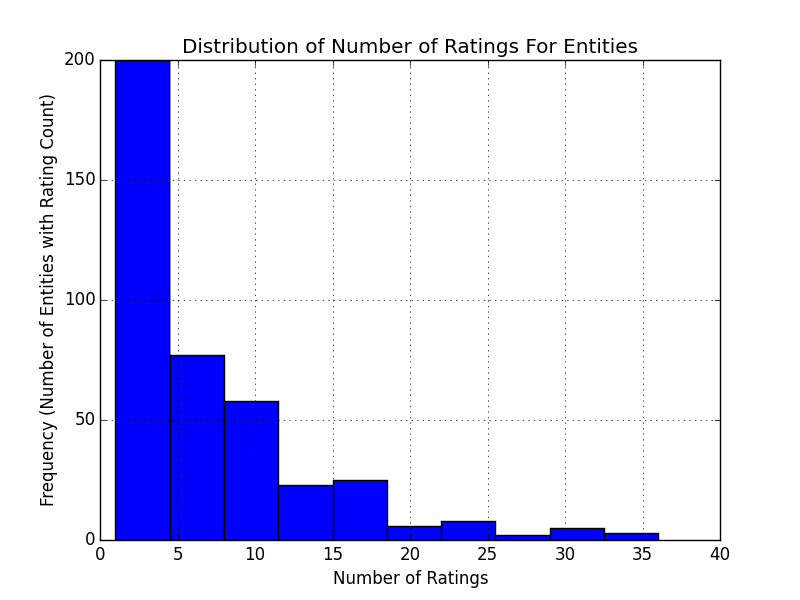 Distribution of Number of Ratings For Entities
200
150
100
50
0
Frequency (Number of Entities with Rating Count)
0 5 10 15 20 25 30 35 40
Number of Ratings